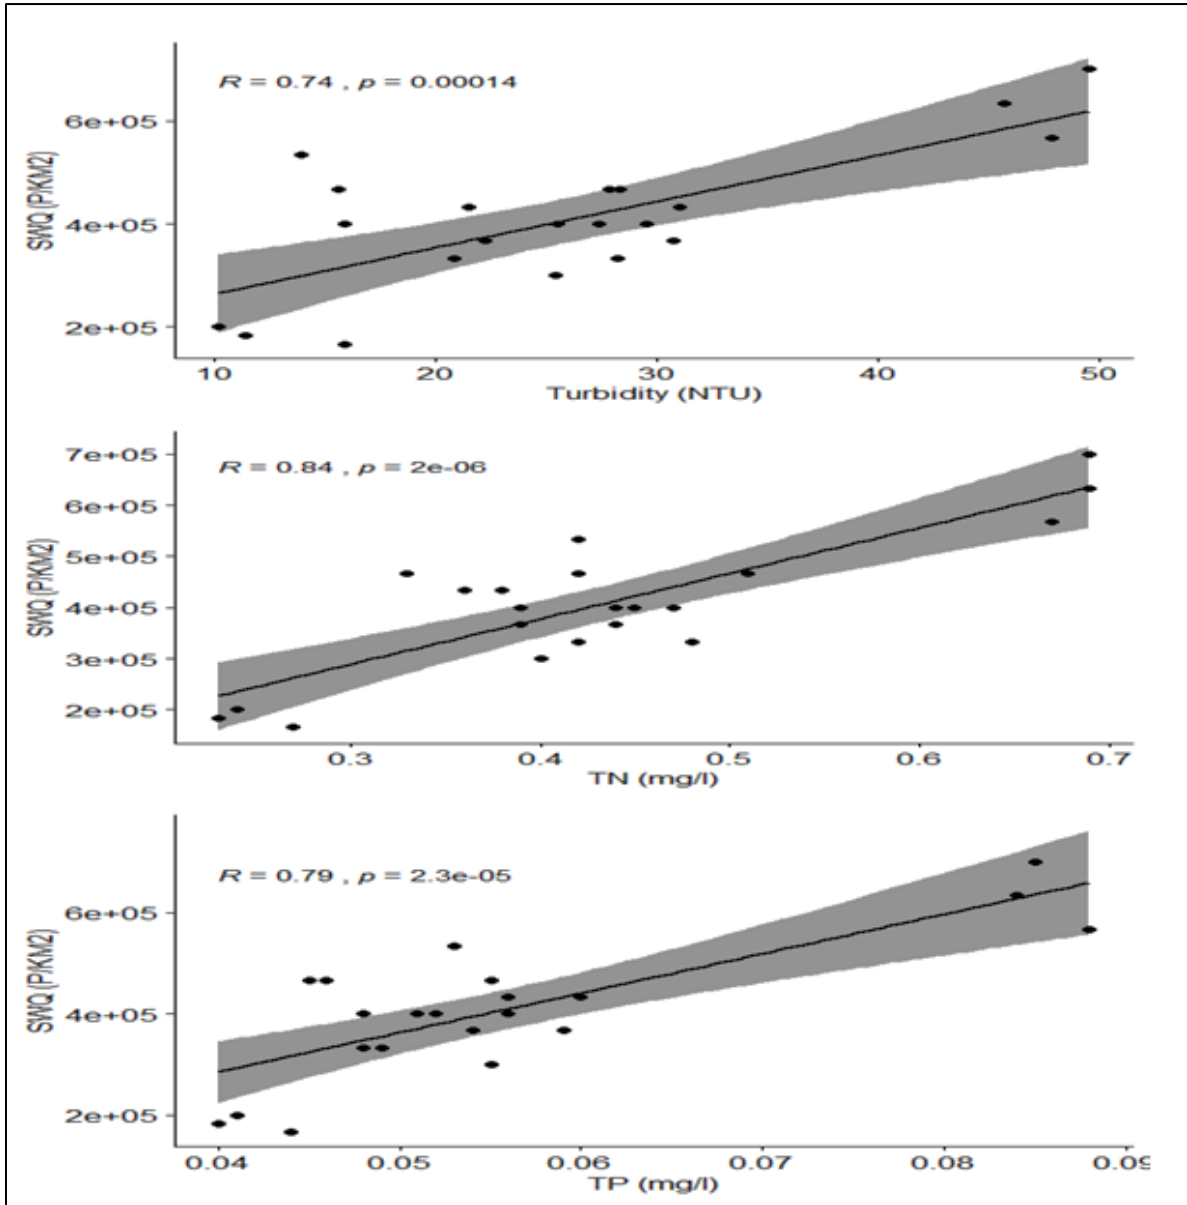 R = 0.74 , p = 0.00014
SWQ (P/KM2)
6e+05
4e+05
2e+05
10 20 30 40 50
Turbidity (NTU)
R = 0.84 , p = 2e-06
SWQ (P/KM2)
7e+05
6e+05
5e+05
4e+05
3e+05
2e+05
0.3 0.4 0.5 0.6 0.7
TN (mg/l)
R = 0.79 , p = 2.3e-05
SWQ (P/KM2)
6e+05
4e+05
2e+05
0.04 0.05 0.06 0.07 0.08 0.09
TP (mg/l)